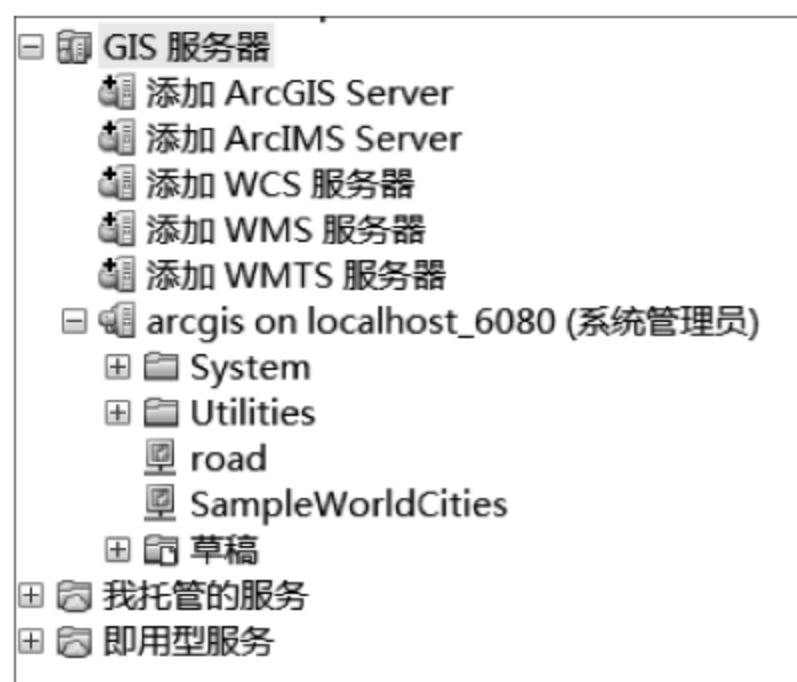 GIS 服务器
添加 ArcGIS Server
添加 ArcIMS Server
添加 WCS 服务器
添加 WMS 服务器
添加 WMTS 服务器
arcgis on localhost_6080 (系统管理员)
System
Utilities
road
SampleWorldCities
草稿
我托管的服务
即用型服务